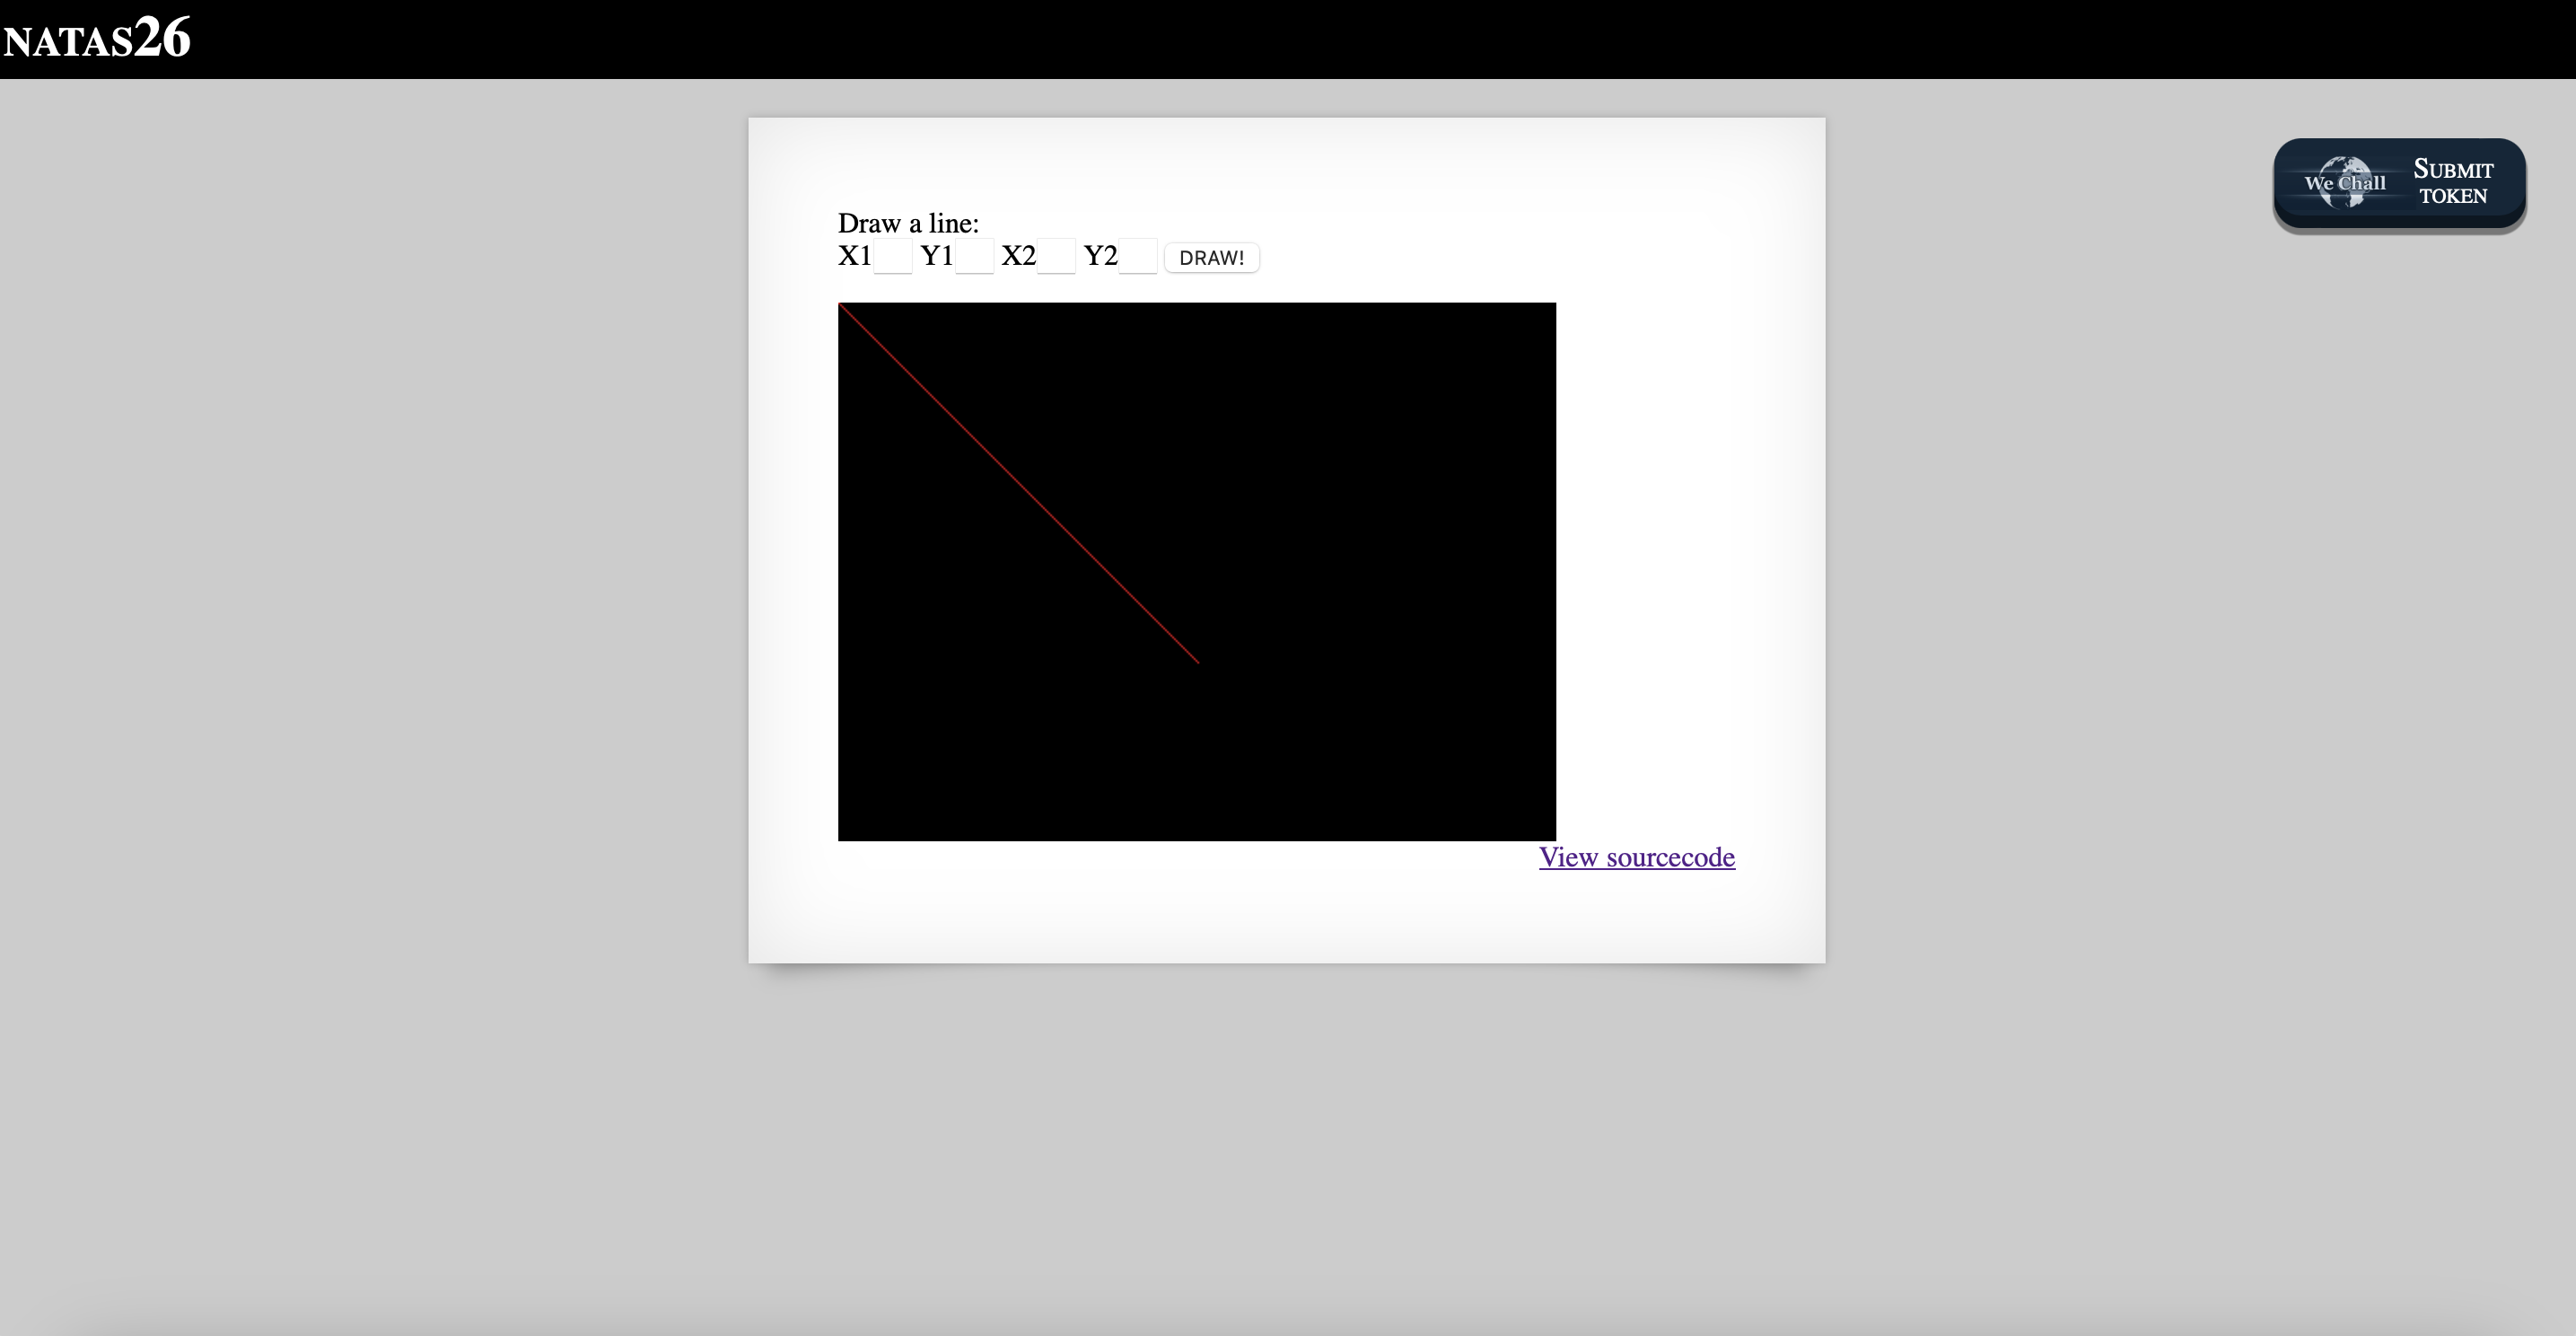 NATAS26
We Chall
SUBMIT
TOKEN
Draw a line:
X1 Y1 X2 Y2 DRAW!
View sourcecode